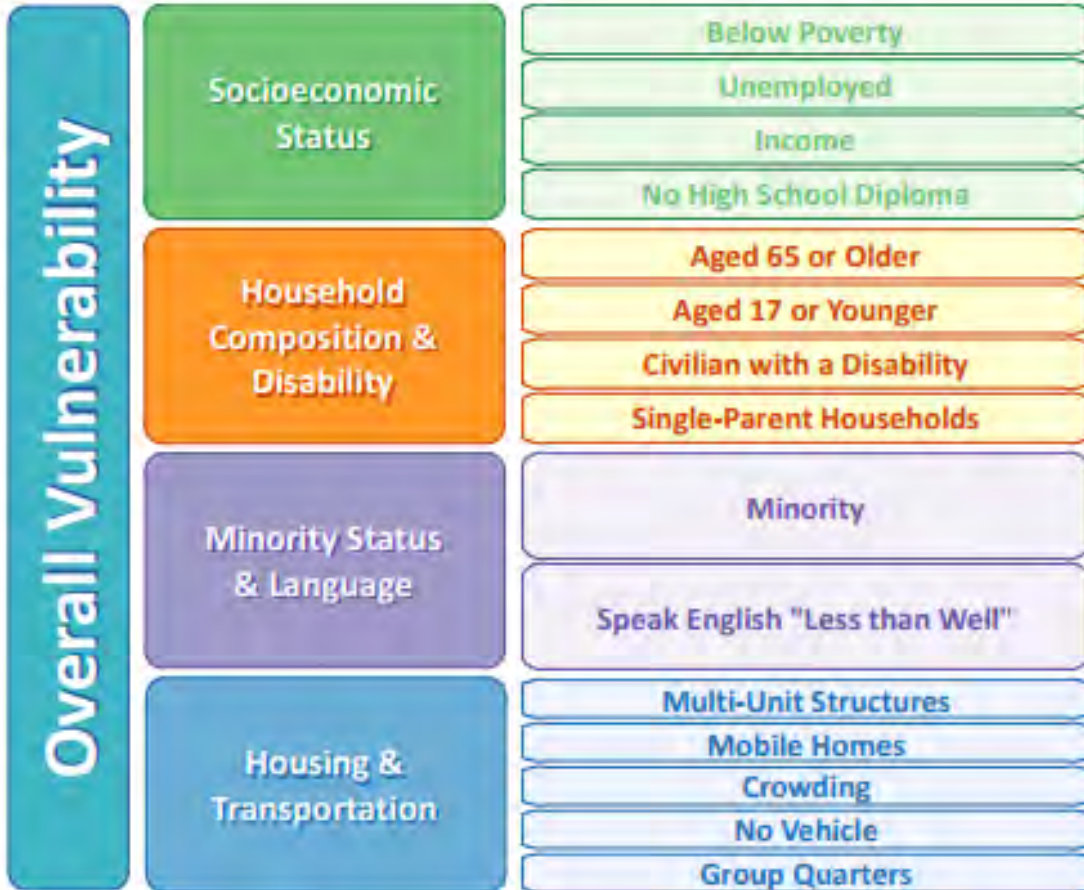 Overall Vulnerability
Socioeconomic
Status
Below Poverty
Unemployed
Income
No High School Diploma
Household
Composition &
Disability
Aged 65 or Older
Aged 17 or Younger
Civilian with a Disability
Single-Parent Households
Minority Status
& Language
Minority
Speak English "Less than Well"
Housing &
Transportation
Multi-Unit Structures
Mobile Homes
Crowding
No Vehicle
Group Quarters